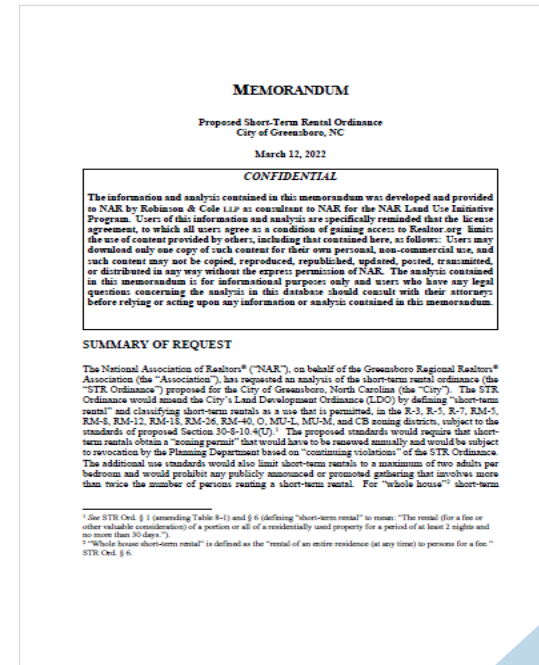 MEMORANDUM
Proposed Short-Term Rental Ordinance
City of Greensboro, NC
March 12, 2022
CONFIDENTIAL
The information and analysis contained in this memorandum was developed and provided
to NAR by Robinson & Cole LLP as consultant to NAR for the NAR Land Use Initiative
Program. Users of this information and analysis are specifically reminded that the license
agreement, to which all users agree as a condition of gaining access to Realtor.org limits
the use of content provided by others, including that contained here, as follows: Users may
download only one copy of such content for their own personal, non-commercial use, and
such content may not be copied, reproduced, republished, updated, posted, transmitted,
or distributed in any way without the express permission of NAR. The analysis contained
in this memorandum is for informational purposes only and users who have any legal
questions concerning the analysis in this database should consult with their attorneys
before relying or acting upon any information or analysis contained in this memorandum.
SUMMARY OF REQUEST
The National Association of Realtors® (“NAR”), on behalf of the Greensboro Regional Realtors®
Association (the “Association”), has requested an analysis of the short-term rental ordinance (the
“STR Ordinance”) proposed for the City of Greensboro, North Carolina (the “City”). The STR
Ordinance would amend the City’s Land Development Ordinance (LDO) by defining “short-term
rental” and classifying short-term rentals as a use that is permitted, in the R-3, R-5, R-7, RM-5,
RM-8, RM-12, RM-18, RM-26, RM-40, O, MU-L, MU-M, and CB zoning districts, subject to the
standards of proposed Section 30-8-10.4(U).¹ The proposed standards would require that short-
term rentals obtain a “zoning permit” that would have to be renewed annually and would be subject
to revocation by the Planning Department based on “continuing violations” of the STR Ordinance.
The additional use standards would also limit short-term rentals to a maximum of two adults per
bedroom and would prohibit any publicly announced or promoted gathering that involves more
than twice the number of persons renting a short-term rental. For “whole house”² short-term
¹ See STR Ord. § 1 (amending Table 8-1) and § 6 (defining “short-term rental” to mean: “The rental (for a fee or
other valuable consideration) of a portion or all of a residentially used property for a period of at least 2 nights and
no more than 30 days.”).
² “Whole house short-term rental” is defined as the “rental of an entire residence (at any time) to persons for a fee.”
STR Ord. § 6.